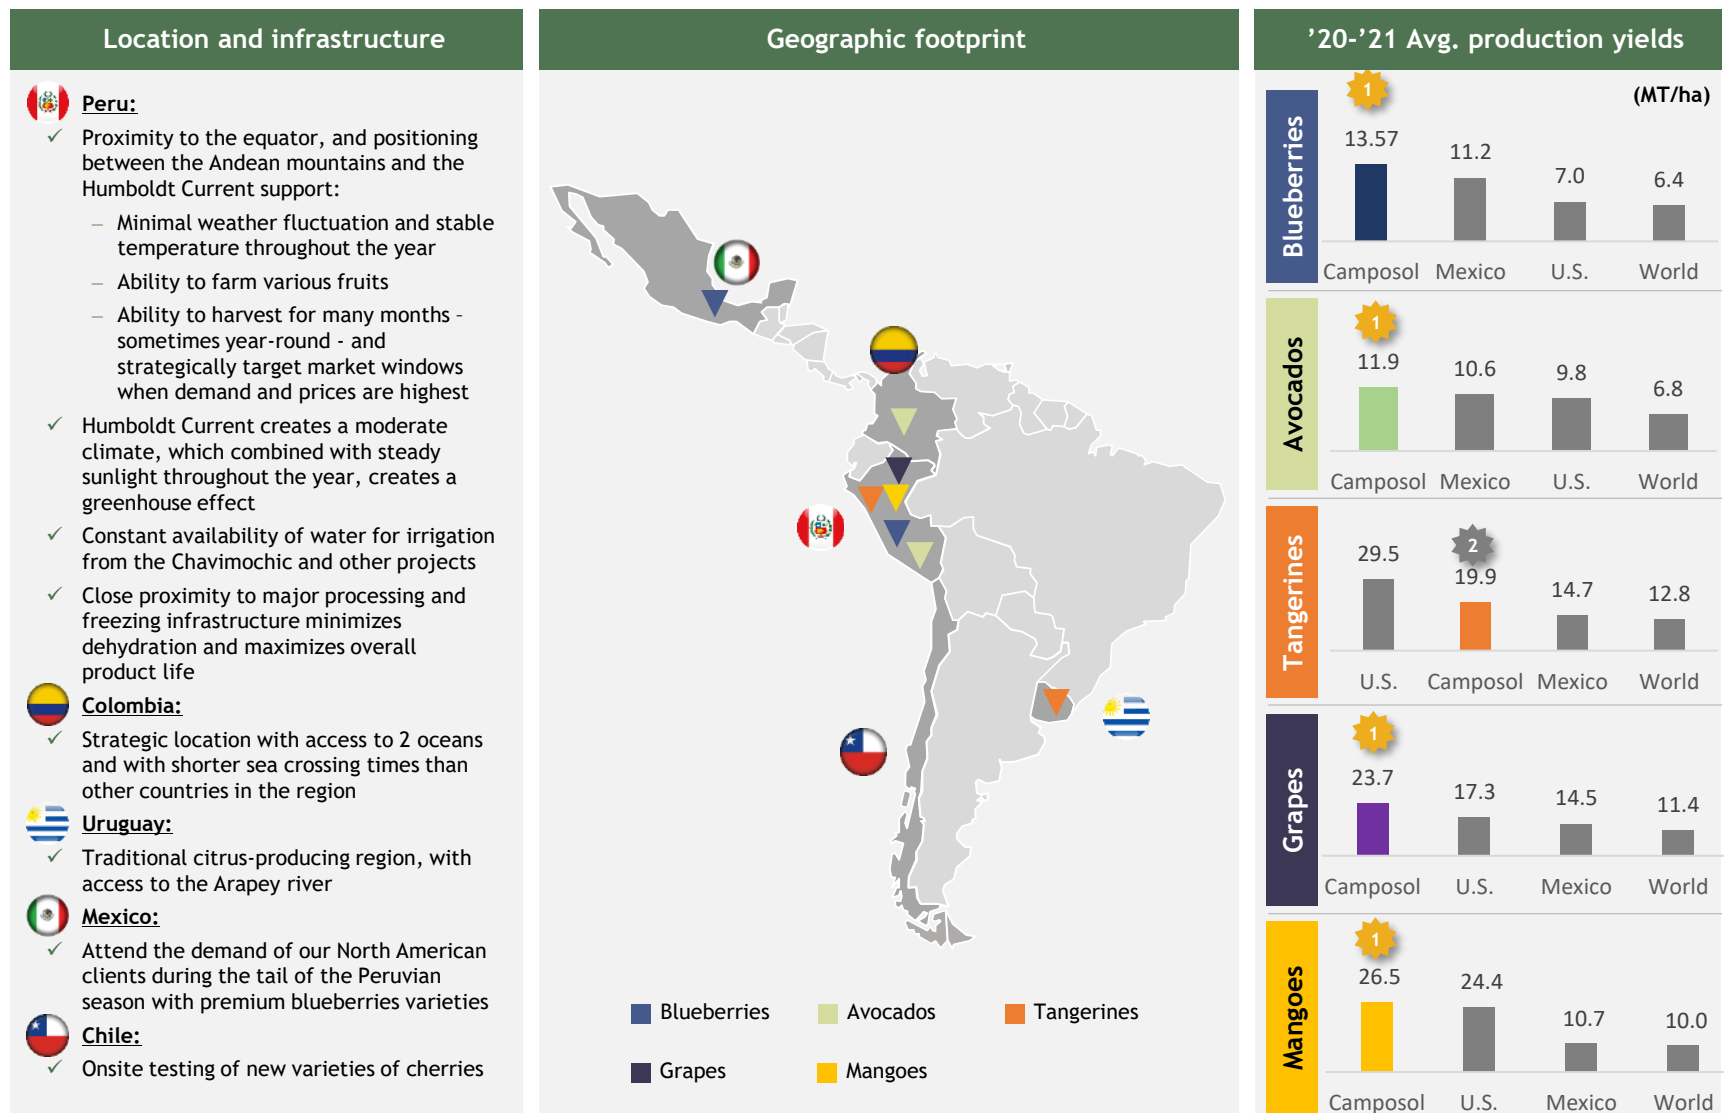 Location and infrastructure
Peru:
✓ Proximity to the equator, and positioning
between the Andean mountains and the
Humboldt Current support:
– Minimal weather fluctuation and stable
temperature throughout the year
– Ability to farm various fruits
– Ability to harvest for many months –
sometimes year-round - and
strategically target market windows
when demand and prices are highest
✓ Humboldt Current creates a moderate
climate, which combined with steady
sunlight throughout the year, creates a
greenhouse effect
✓ Constant availability of water for irrigation
from the Chavimochic and other projects
✓ Close proximity to major processing and
freezing infrastructure minimizes
dehydration and maximizes overall
product life
Colombia:
✓ Strategic location with access to 2 oceans
and with shorter sea crossing times than
other countries in the region
Uruguay:
✓ Traditional citrus-producing region, with
access to the Arapey river
Mexico:
✓ Attend the demand of our North American
clients during the tail of the Peruvian
season with premium blueberries varieties
Chile:
✓ Onsite testing of new varieties of cherries
Geographic footprint
Blueberries Avocados Tangerines
Grapes Mangoes
’20-’21 Avg. production yields
(MT/ha)
Blueberries
1
13.57 11.2 7.0 6.4
Camposol Mexico U.S. World
Avocados
1
11.9 10.6 9.8 6.8
Camposol Mexico U.S. World
Tangerines
2
29.5 19.9 14.7 12.8
U.S. Camposol Mexico World
Grapes
1
23.7 17.3 14.5 11.4
Camposol U.S. Mexico World
Mangoes
1
26.5 24.4 10.7 10.0
Camposol U.S. Mexico World